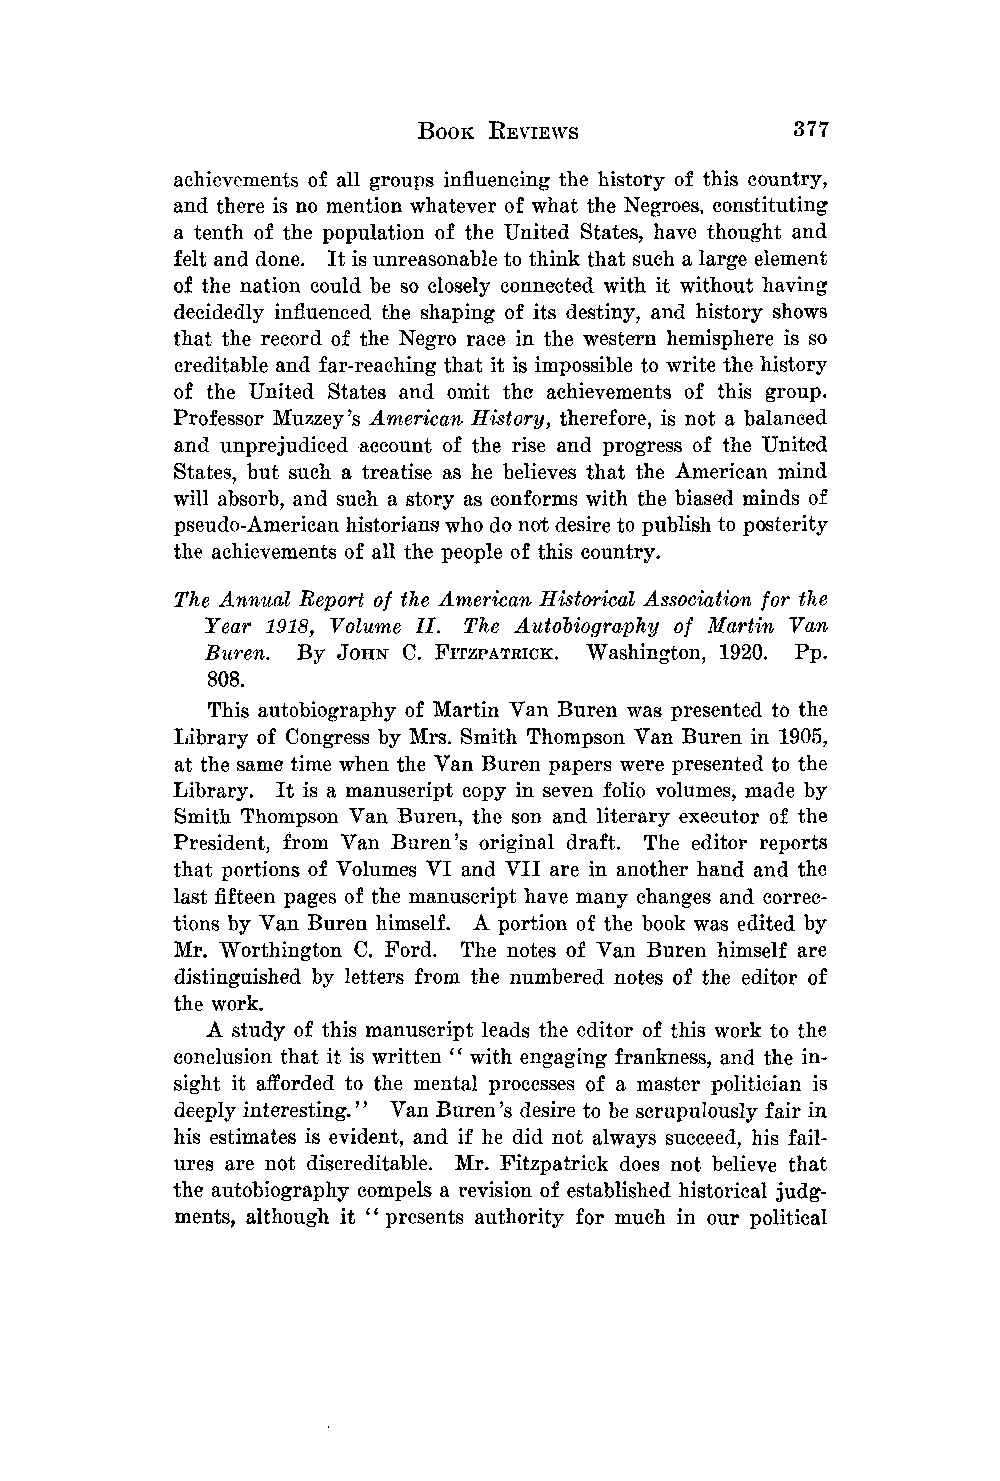 BOOK REVIEWS 377
achievements of all groups influencing the history of this country,
and there is no mention whatever of what the Negroes, constituting
a tenth of the population of the United States, have thought and
felt and done. It is unreasonable to think that such a large element
of the nation could be so closely connected with it without having
decidedly influenced the shaping of its destiny, and history shows
that the record of the Negro race in the western hemisphere is so
creditable and far-reaching that it is impossible to write the history
of the United States and omit the achievements of this group.
Professor Muzzey's American History, therefore, is not a balanced
and unprejudiced account of the rise and progress of the United
States, but such a treatise as he believes that the American mind
will absorb, and such a story as conforms with the biased minds of
pseudo-American historians who do not desire to publish to posterity
the achievements of all the people of this country.
The Annual Report of the American Historical Association for the
Year 1918, Volume II. The Autobiography of Martin Van
Buren. By JOHN C. FITZPATRICK. Washington, 1920. Pp.
808.
This autobiography of Martin Van Buren was presented to the
Library of Congress by Mrs. Smith Thompson Van Buren in 1905,
at the same time when the Van Buren papers were presented to the
Library. It is a manuscript copy in seven folio volumes, made by
Smith Thompson Van Buren, the son and literary executor of the
President, from Van Buren's original draft. The editor reports
that portions of Volumes VI and VII are in another hand and the
last fifteen pages of the manuscript have many changes and correc-
tions by Van Buren himself. A portion of the book was edited by
Mr. Worthington C. Ford. The notes of Van Buren himself are
distinguished by letters from the numbered notes of the editor of
the work.
A study of this manuscript leads the editor of this work to the
conclusion that it is written " with engaging frankness, and the in-
sight it afforded to the mental processes of a master politician is
deeply interesting." Van Buren's desire to be scrupulously fair in
his estimates is evident, and if he did not always succeed, his fail-
ures are not discreditable. Mr. Fitzpatrick does not believe that
the autobiography compels a revision of established historical judg-
ments, although it " presents authority for much in our political